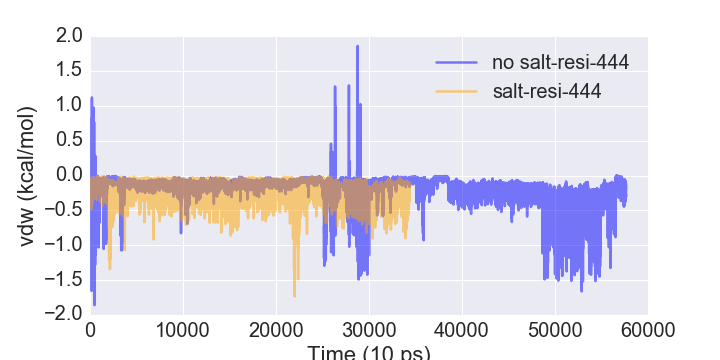 2.0
1.5
1.0
0.5
0.0
−0.5
−1.0
−1.5
−2.0
vdw (kcal/mol)
no salt-resi-444
salt-resi-444
0 10000 20000 30000 40000 50000 60000
Time (10 ps)